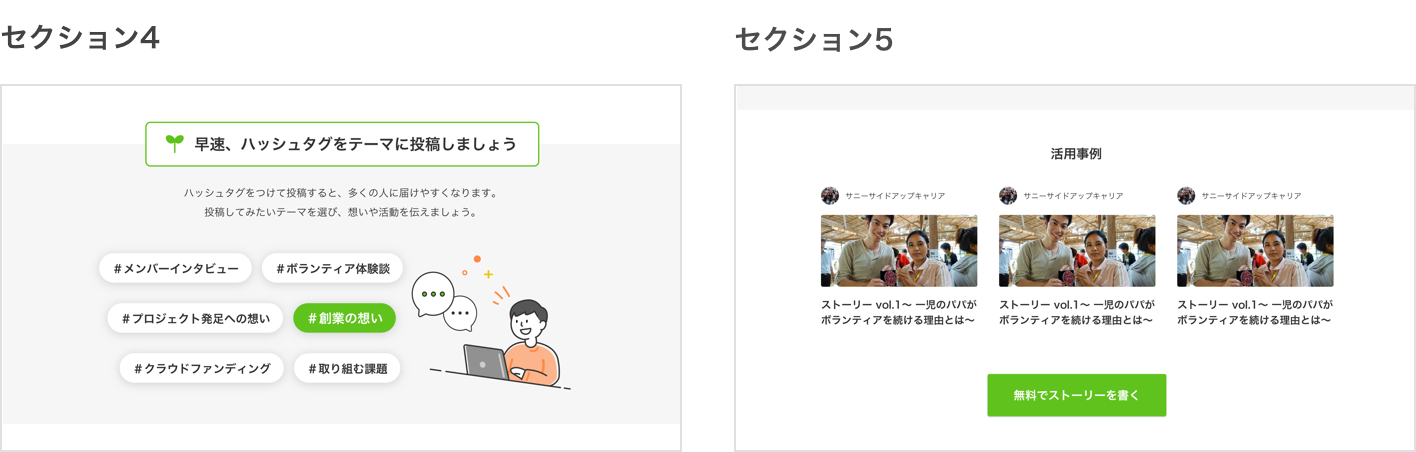 セクション4
早速、ハッシュタグをテーマに投稿しましょう
ハッシュタグをつけて投稿すると、多くの人に届けやすくなります。
投稿してみたいテーマを選び、想いや活動を伝えましょう。
#メンバーインタビュー
#ボランティア体験談
#プロジェクト発足への想い
#創業の想い
#クラウドファンディング
#取り組む課題
セクション5
活用事例
サニーサイドアップキャリア
ストーリー vol.1〜 一児のパパが
ボランティアを続ける理由とは〜
サニーサイドアップキャリア
ストーリー vol.1〜 一児のパパが
ボランティアを続ける理由とは〜
サニーサイドアップキャリア
ストーリー vol.1〜 一児のパパが
ボランティアを続ける理由とは〜
無料でストーリーを書く